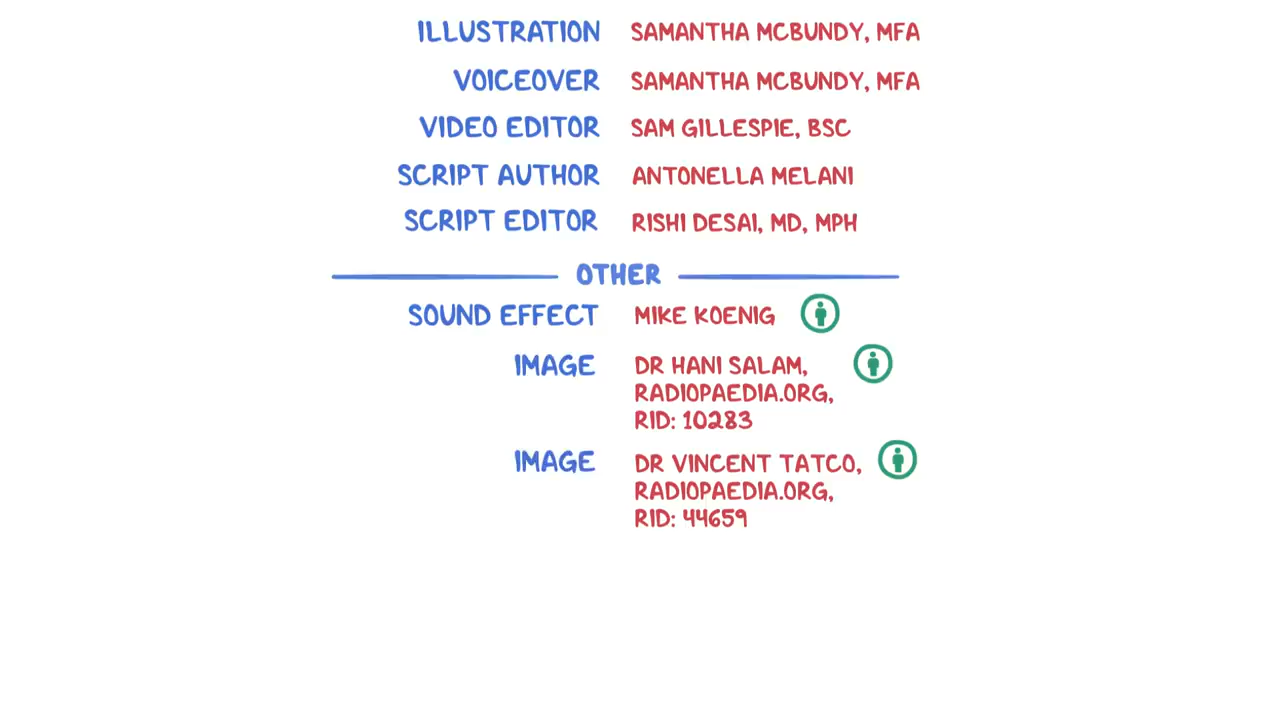 ILLUSTRATION SAMANTHA MCBUNDY, MFA
VOICEOVER SAMANTHA MCBUNDY, MFA
VIDEO EDITOR SAM GILLESPIE, BSC
SCRIPT AUTHOR ANTONELLA MELANI
SCRIPT EDITOR RISHI DESAI, MD, MPH
OTHER
SOUND EFFECT MIKE KOENIG
IMAGE DR HANI SALAM,
RADIOPAEDIA.ORG,
RID: 10283
IMAGE DR VINCENT TATCO,
RADIOPAEDIA.ORG,
RID: 44659